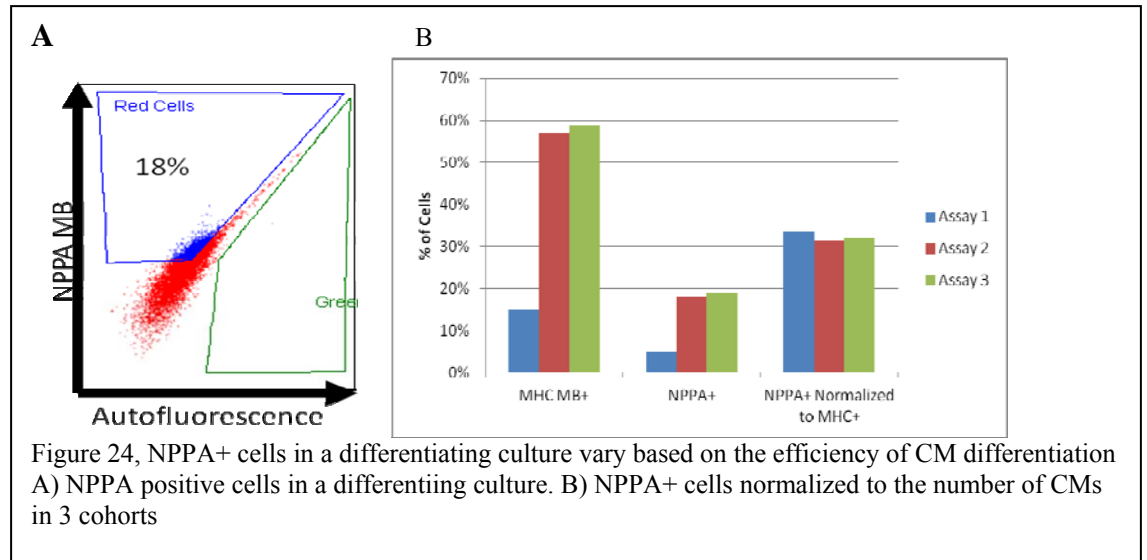 A
Red Cells
18%
NPPA MB
Gree
Autofluorescence
B
70%
60%
50%
40%
30%
20%
10%
0%
% of Cells
MHC MB+
NPPA+
NPPA+ Normalized
to MHC+
Assay 1
Assay 2
Assay 3
Figure 24, NPPA+ cells in a differentiating culture vary based on the efficiency of CM differentiation
A) NPPA positive cells in a differentiing culture. B) NPPA+ cells normalized to the number of CMs
in 3 cohorts